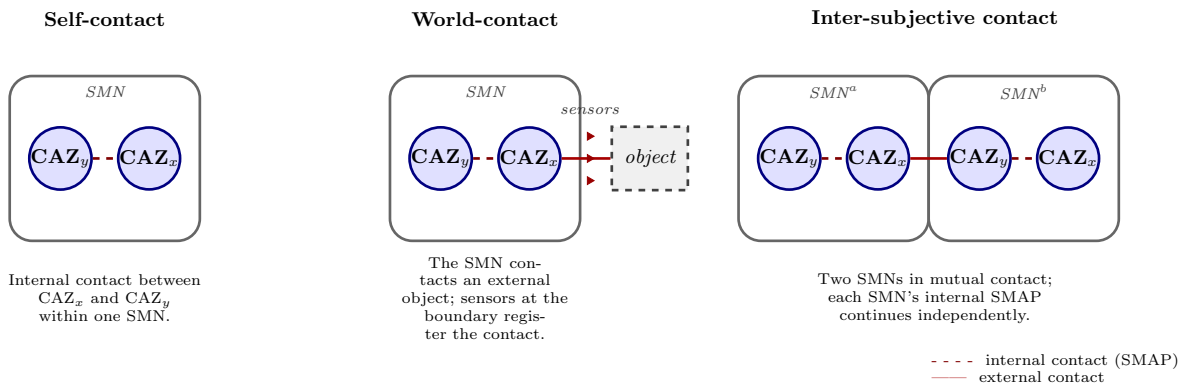 Self-contact
World-contact
Inter-subjective contact
SMN
CAZ_y
CAZ_x
Internal contact between
CAZ_x and CAZ_y
within one SMN.
SMN
sensors
CAZ_y
CAZ_x
object
The SMN con-
tacts an external
object; sensors at the
boundary regis-
ter the contact.
SMN^a
SMN^b
CAZ_y
CAZ_x
CAZ_y
CAZ_x
Two SMNs in mutual contact;
each SMN's internal SMAP
continues independently.
internal contact (SMAP)
external contact